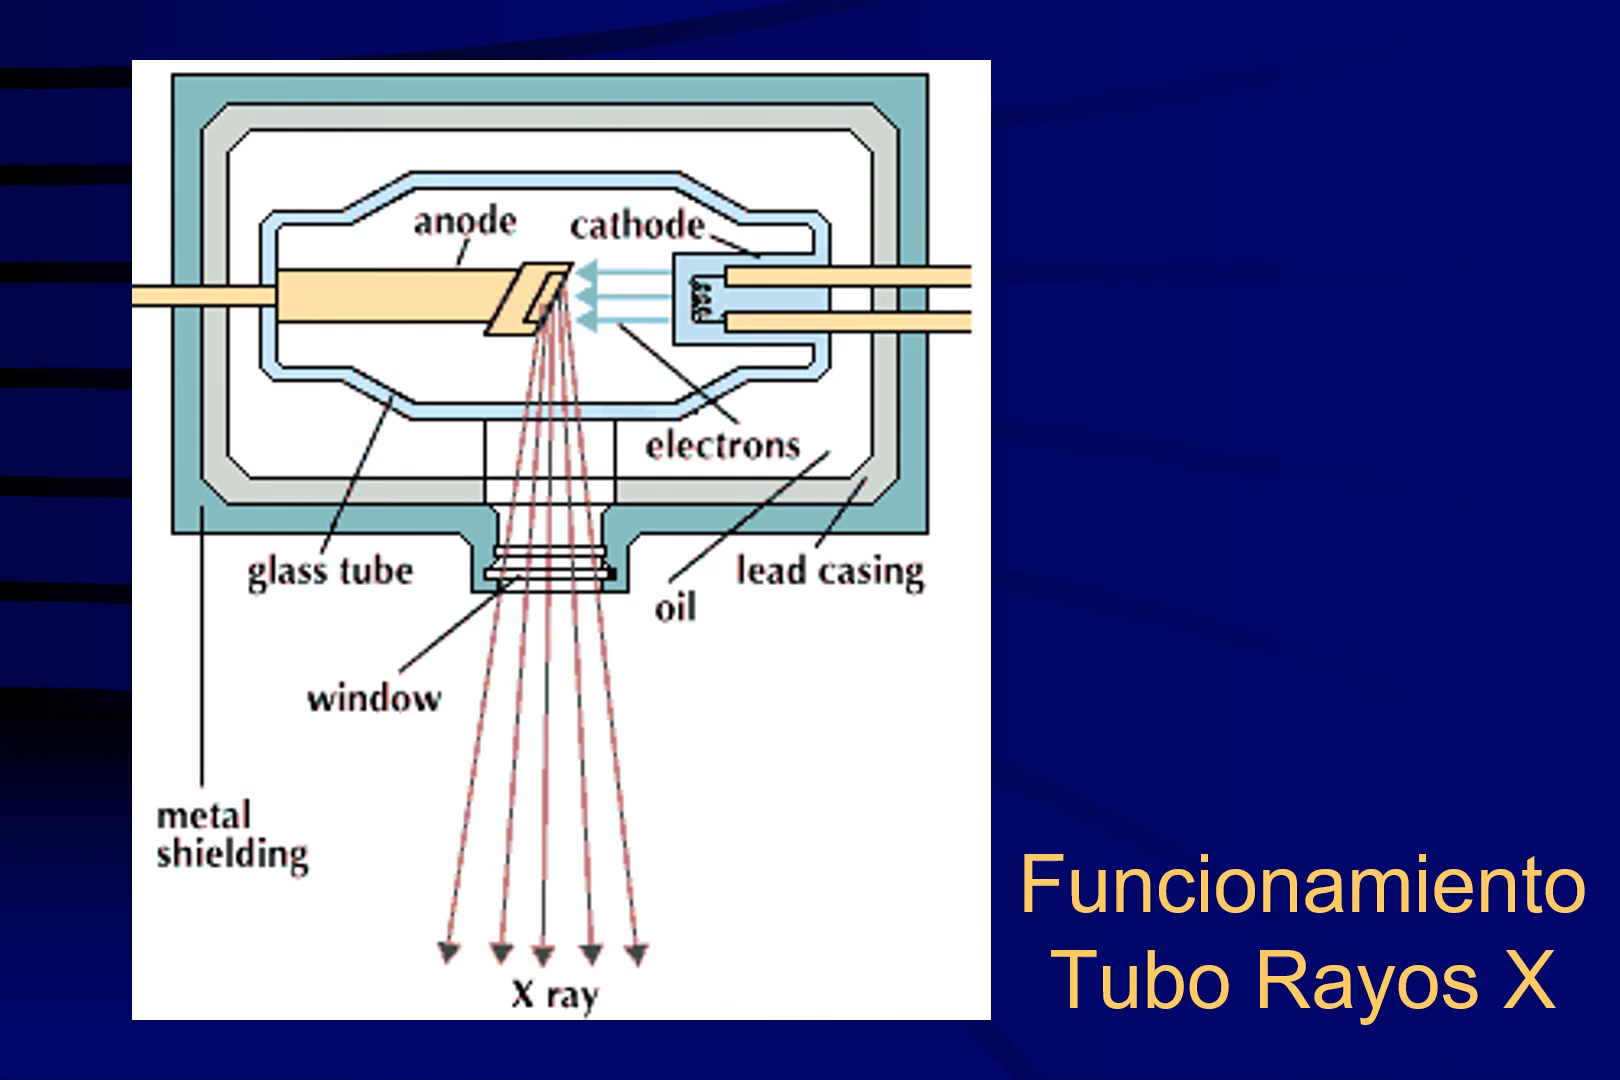 anode
cathode
electrons
glass tube
lead casing
oil
window
metal
shielding
X ray
Funcionamiento
Tubo Rayos X